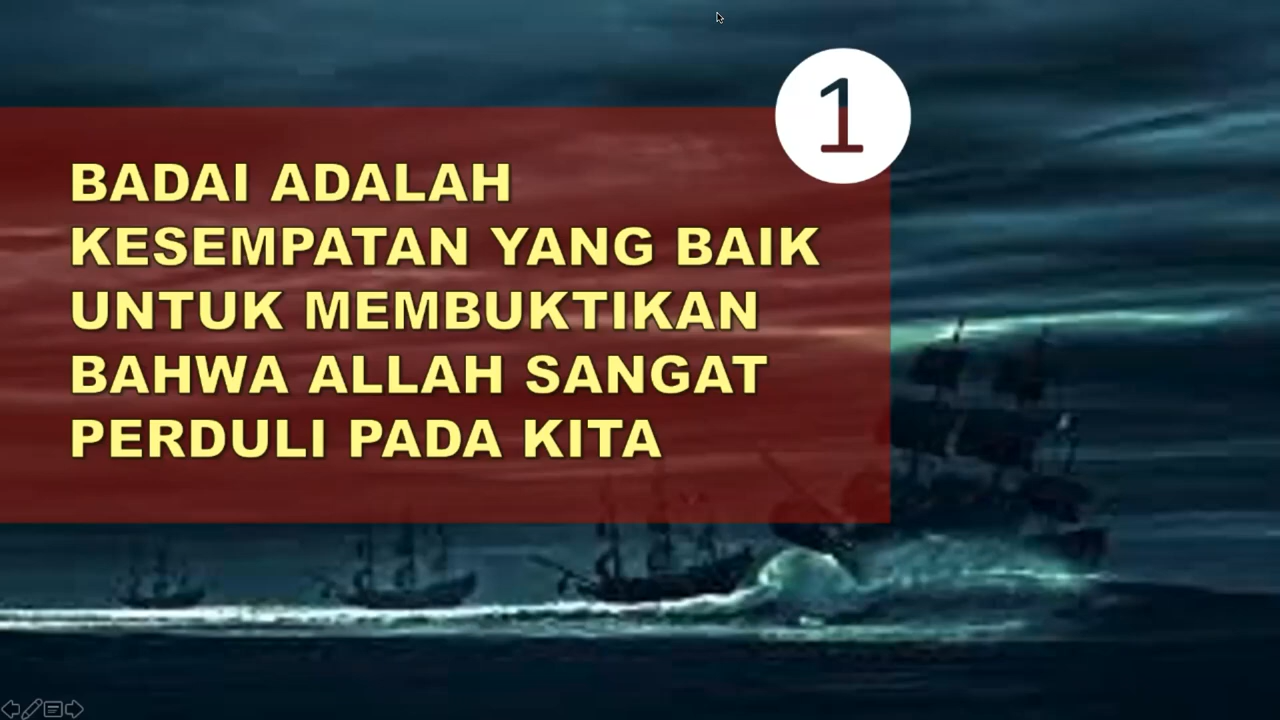 1
BADAI ADALAH
KESEMPATAN YANG BAIK
UNTUK MEMBUKTIKAN
BAHWA ALLAH SANGAT
PERDULI PADA KITA